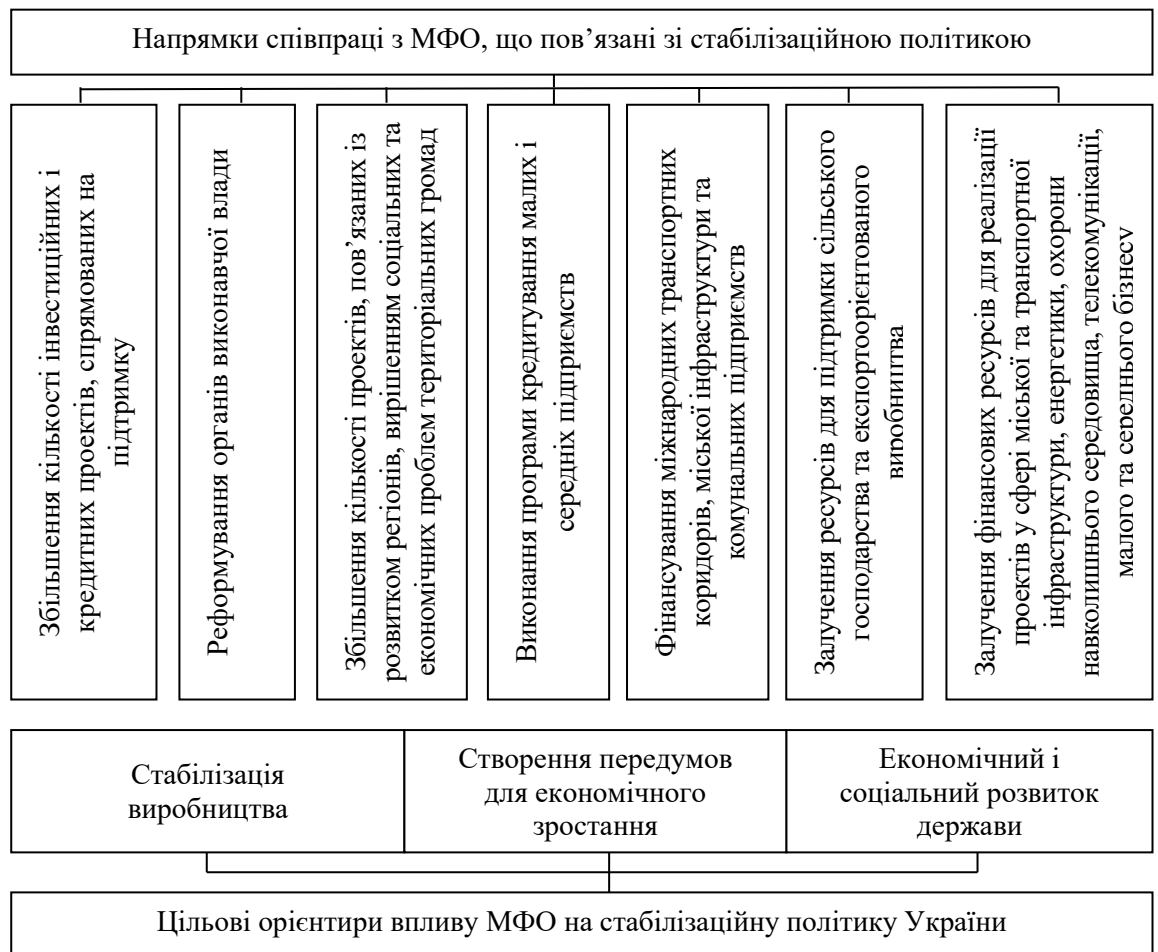 Напрямки співпраці з МФО, що пов’язані зі стабілізаційною політикою
Збільшення кількості інвестиційних і
кредитних проектів, спрямованих на
підтримку
Реформування органів виконавчої влади
Збільшення кількості проектів, пов’язаних із
розвитком регіонів, вирішенням соціальних та
економічних проблем територіальних громад
Виконання програми кредитування малих і
середніх підприємств
Фінансування міжнародних транспортних
коридорів, міської інфраструктури та
комунальних підприємств
Залучення ресурсів для підтримки сільського
господарства та експортоорієнтованого
виробництва
Залучення фінансових ресурсів для реалізації
проектів у сфері міської та транспортної
інфраструктури, енергетики, охорони
навколишнього середовища, телекомунікації,
малого та середнього бізнесу
Стабілізація
виробництва
Створення передумов
для економічного
зростання
Економічний і
соціальний розвиток
держави
Цільові орієнтири впливу МФО на стабілізаційну політику України